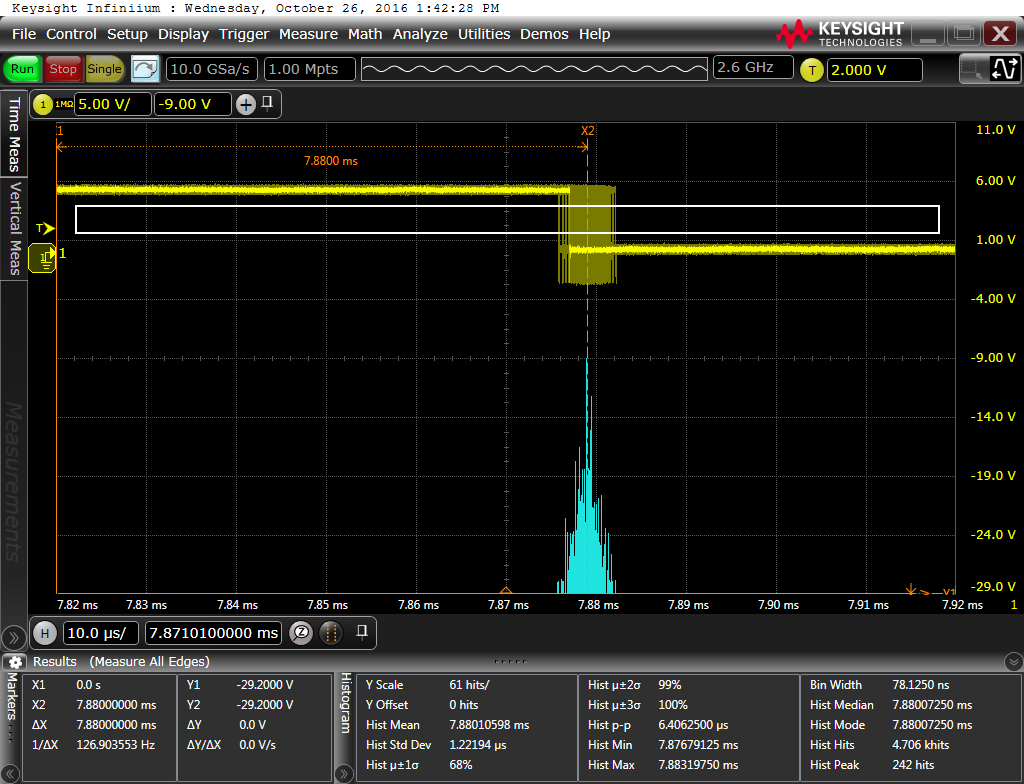 Keysight Infiniium : Wednesday, October 26, 2016 1:42:28 PM
File Control Setup Display Trigger Measure Math Analyze Utilities Demos Help
KEYSIGHT
TECHNOLOGIES
Run Stop Single 10.0 GSa/s 1.00 Mpts 2.6 GHz T 2.000 V
1 1MΩ 5.00 V/ -9.00 V
Time Meas
Vertical Meas
Measurements
1 X2 11.0 V
7.8800 ms
6.00 V
T
1.00 V
1 1
-4.00 V
-9.00 V
-14.0 V
-19.0 V
-24.0 V
-29.0 V
Y1
7.82 ms 7.83 ms 7.84 ms 7.85 ms 7.86 ms 7.87 ms 7.88 ms 7.89 ms 7.90 ms 7.91 ms 7.92 ms 1
H 10.0 µs/ 7.8710100000 ms
Results (Measure All Edges)
Markers
X1 0.0 s
X2 7.88000000 ms
ΔX 7.88000000 ms
1/ΔX 126.903553 Hz
Y1 -29.2000 V
Y2 -29.2000 V
ΔY 0.0 V
ΔY/ΔX 0.0 V/s
Histogram
Y Scale 61 hits/
Y Offset 0 hits
Hist Mean 7.88010598 ms
Hist Std Dev 1.22194 µs
Hist µ±1σ 68%
Hist µ±2σ 99%
Hist µ±3σ 100%
Hist p-p 6.4062500 µs
Hist Min 7.87679125 ms
Hist Max 7.88319750 ms
Bin Width 78.1250 ns
Hist Median 7.88007250 ms
Hist Mode 7.88007250 ms
Hist Hits 4.706 khits
Hist Peak 242 hits